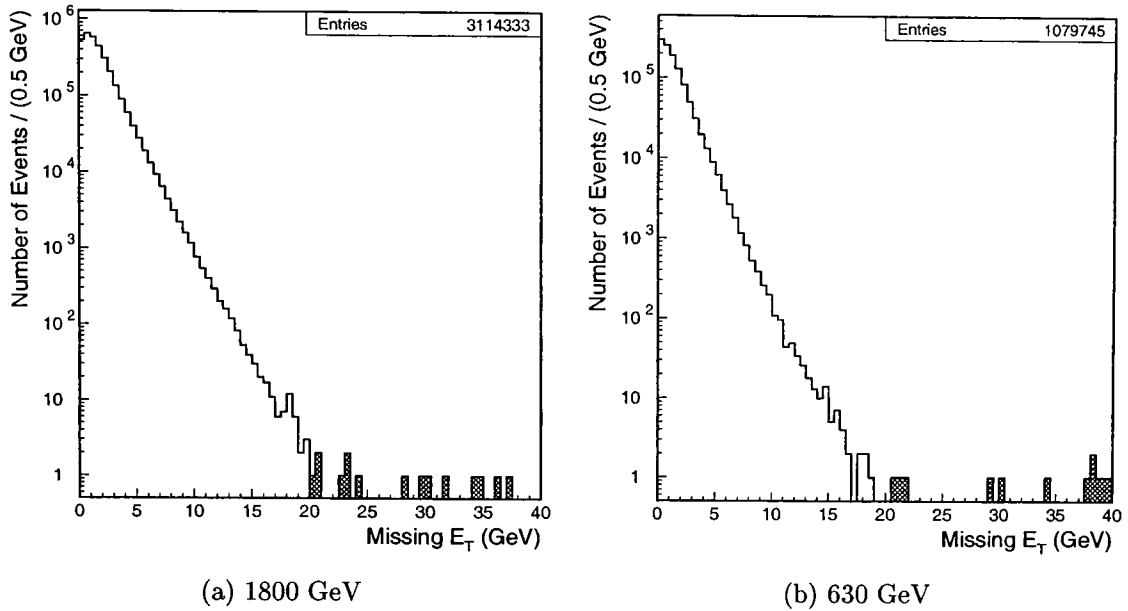 Entries 3114333
Number of Events / (0.5 GeV)
10^6
10^5
10^4
10^3
10^2
10
1
0 5 10 15 20 25 30 35 40
Missing E_T (GeV)
(a) 1800 GeV
Entries 1079745
Number of Events / (0.5 GeV)
10^5
10^4
10^3
10^2
10
1
0 5 10 15 20 25 30 35 40
Missing E_T (GeV)
(b) 630 GeV